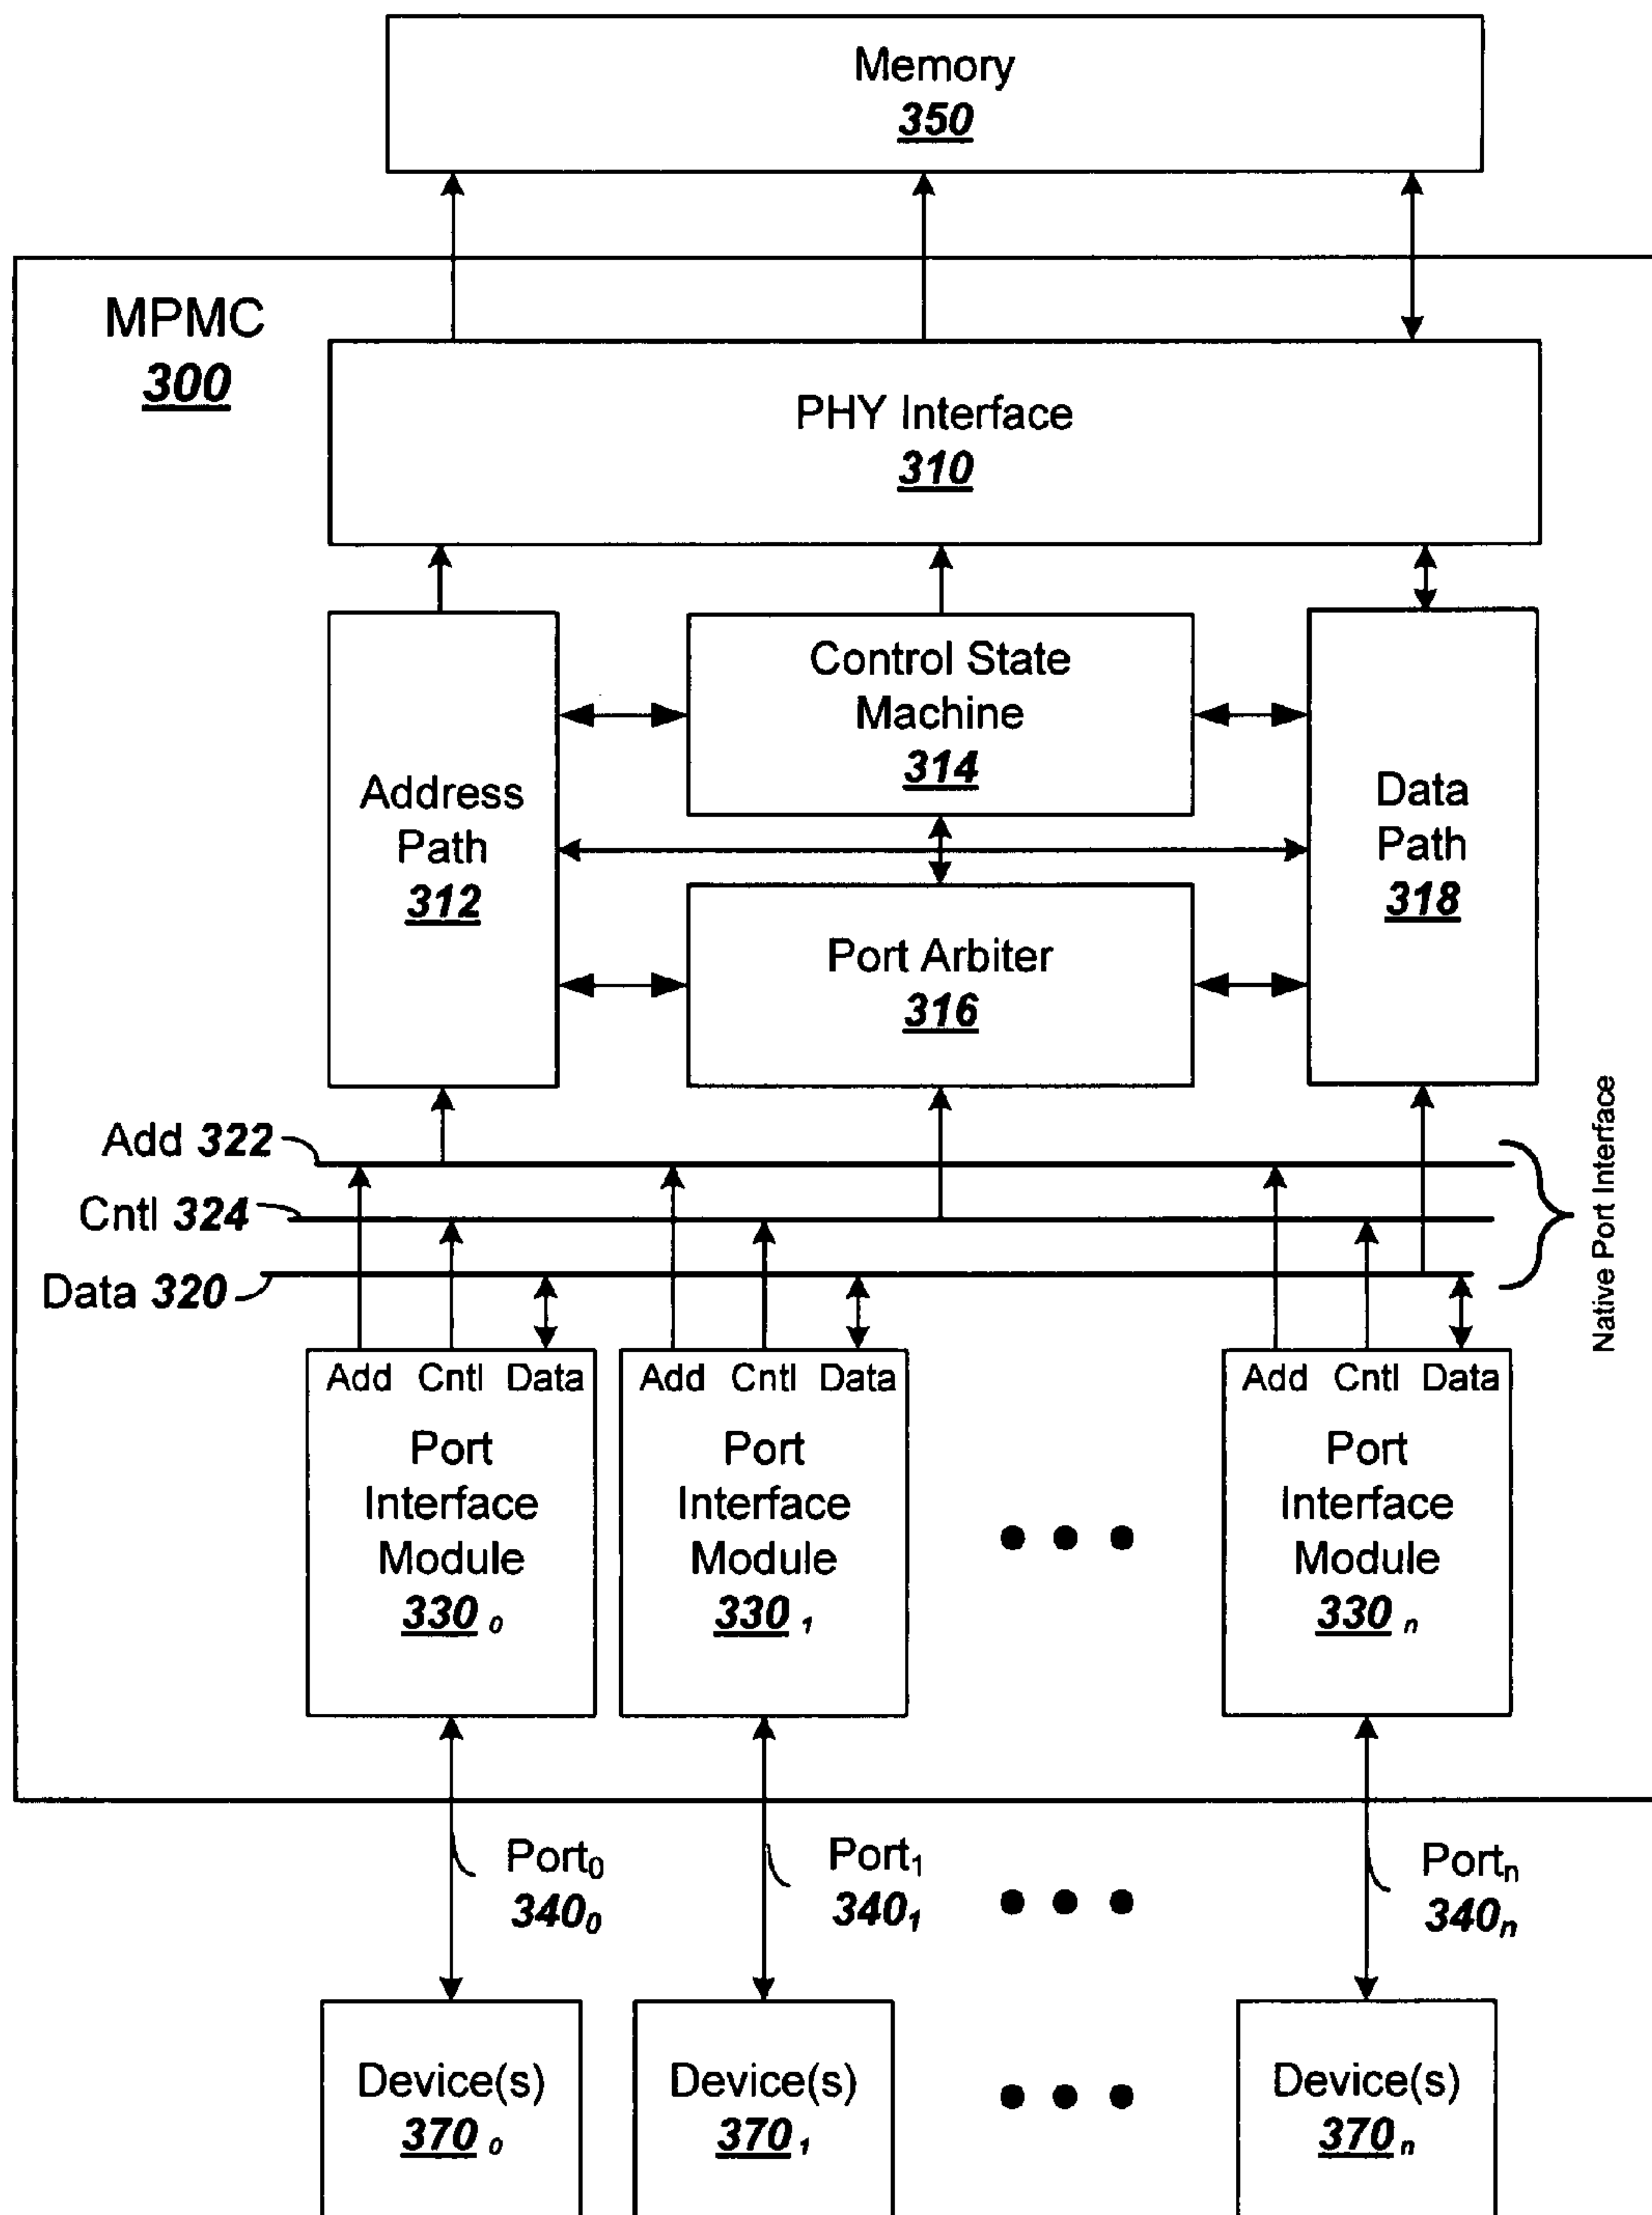 Memory
350
MPMC
300
PHY Interface
310
Control State
Machine
314
Address
Path
312
Data
Path
318
Port Arbiter
316
Add 322
Cntl 324
Data 320
Native Port Interface
Add Cntl Data
Port
Interface
Module
330 0
Add Cntl Data
Port
Interface
Module
330 1
Add Cntl Data
Port
Interface
Module
330 n
Port0
3400
Port1
3401
Portn
340n
Device(s)
370 0
Device(s)
370 1
Device(s)
370 n